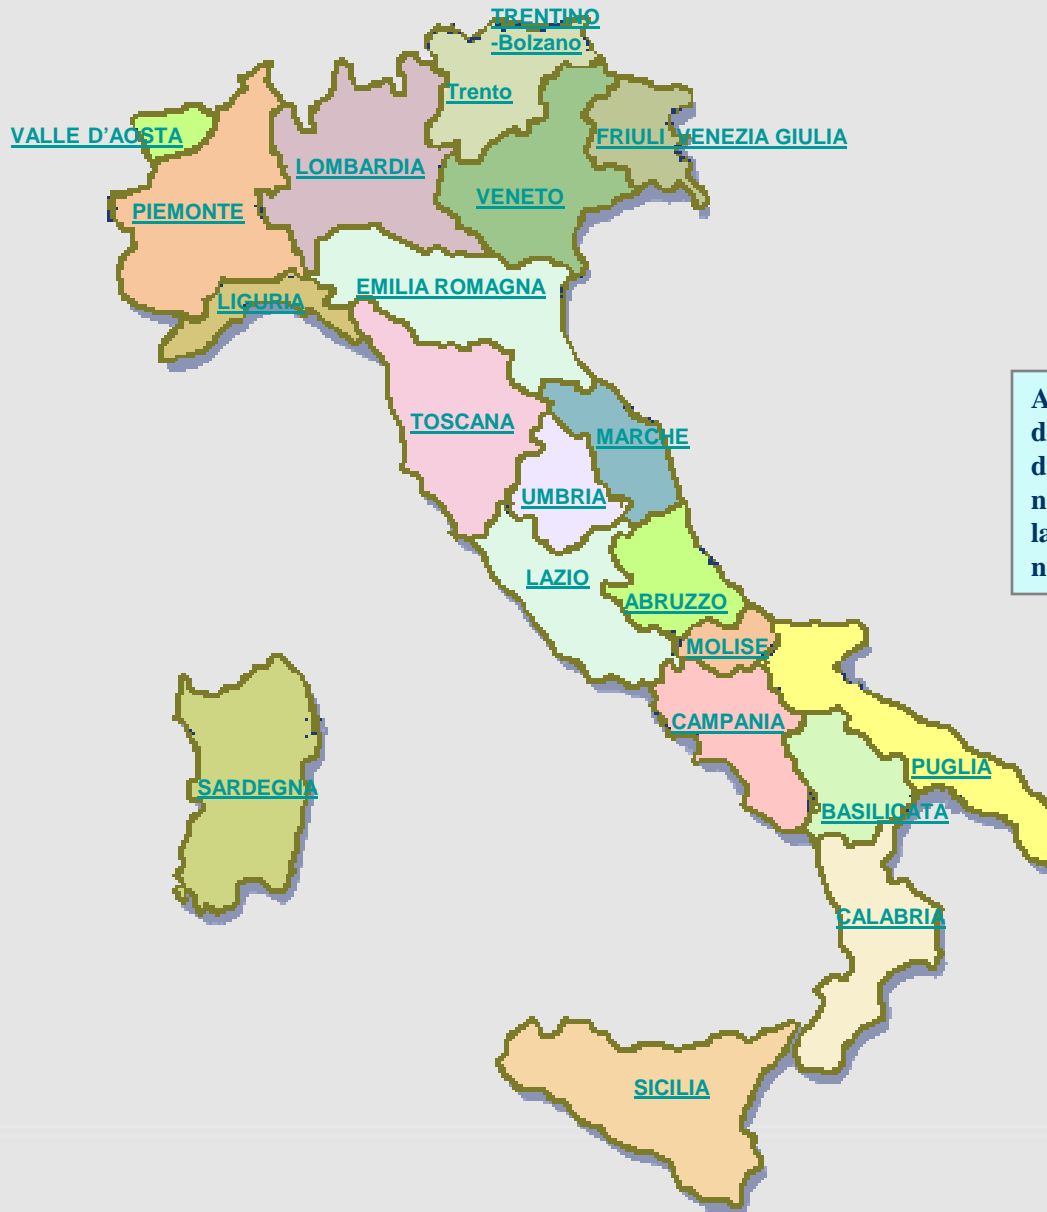 TRENTINO
-Bolzano
Trento
VALLE D'AOSTA
FRIULI VENEZIA GIULIA
LOMBARDIA
VENETO
PIEMONTE
EMILIA ROMAGNA
LIGURIA
TOSCANA
MARCHE
UMBRIA
LAZIO
ABRUZZO
MOLISE
CAMPANIA
PUGLIA
SARDEGNA
BASILICATA
CALABRIA
SICILIA